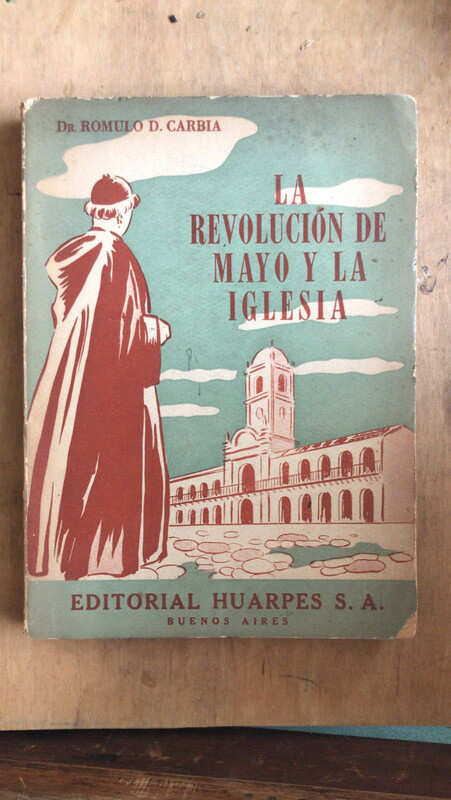 DR. ROMULO D. CARBIA
LA
REVOLUCIÓN DE
MAYO Y LA
IGLESIA
EDITORIAL HUARPES S. A.
BUENOS AIRES